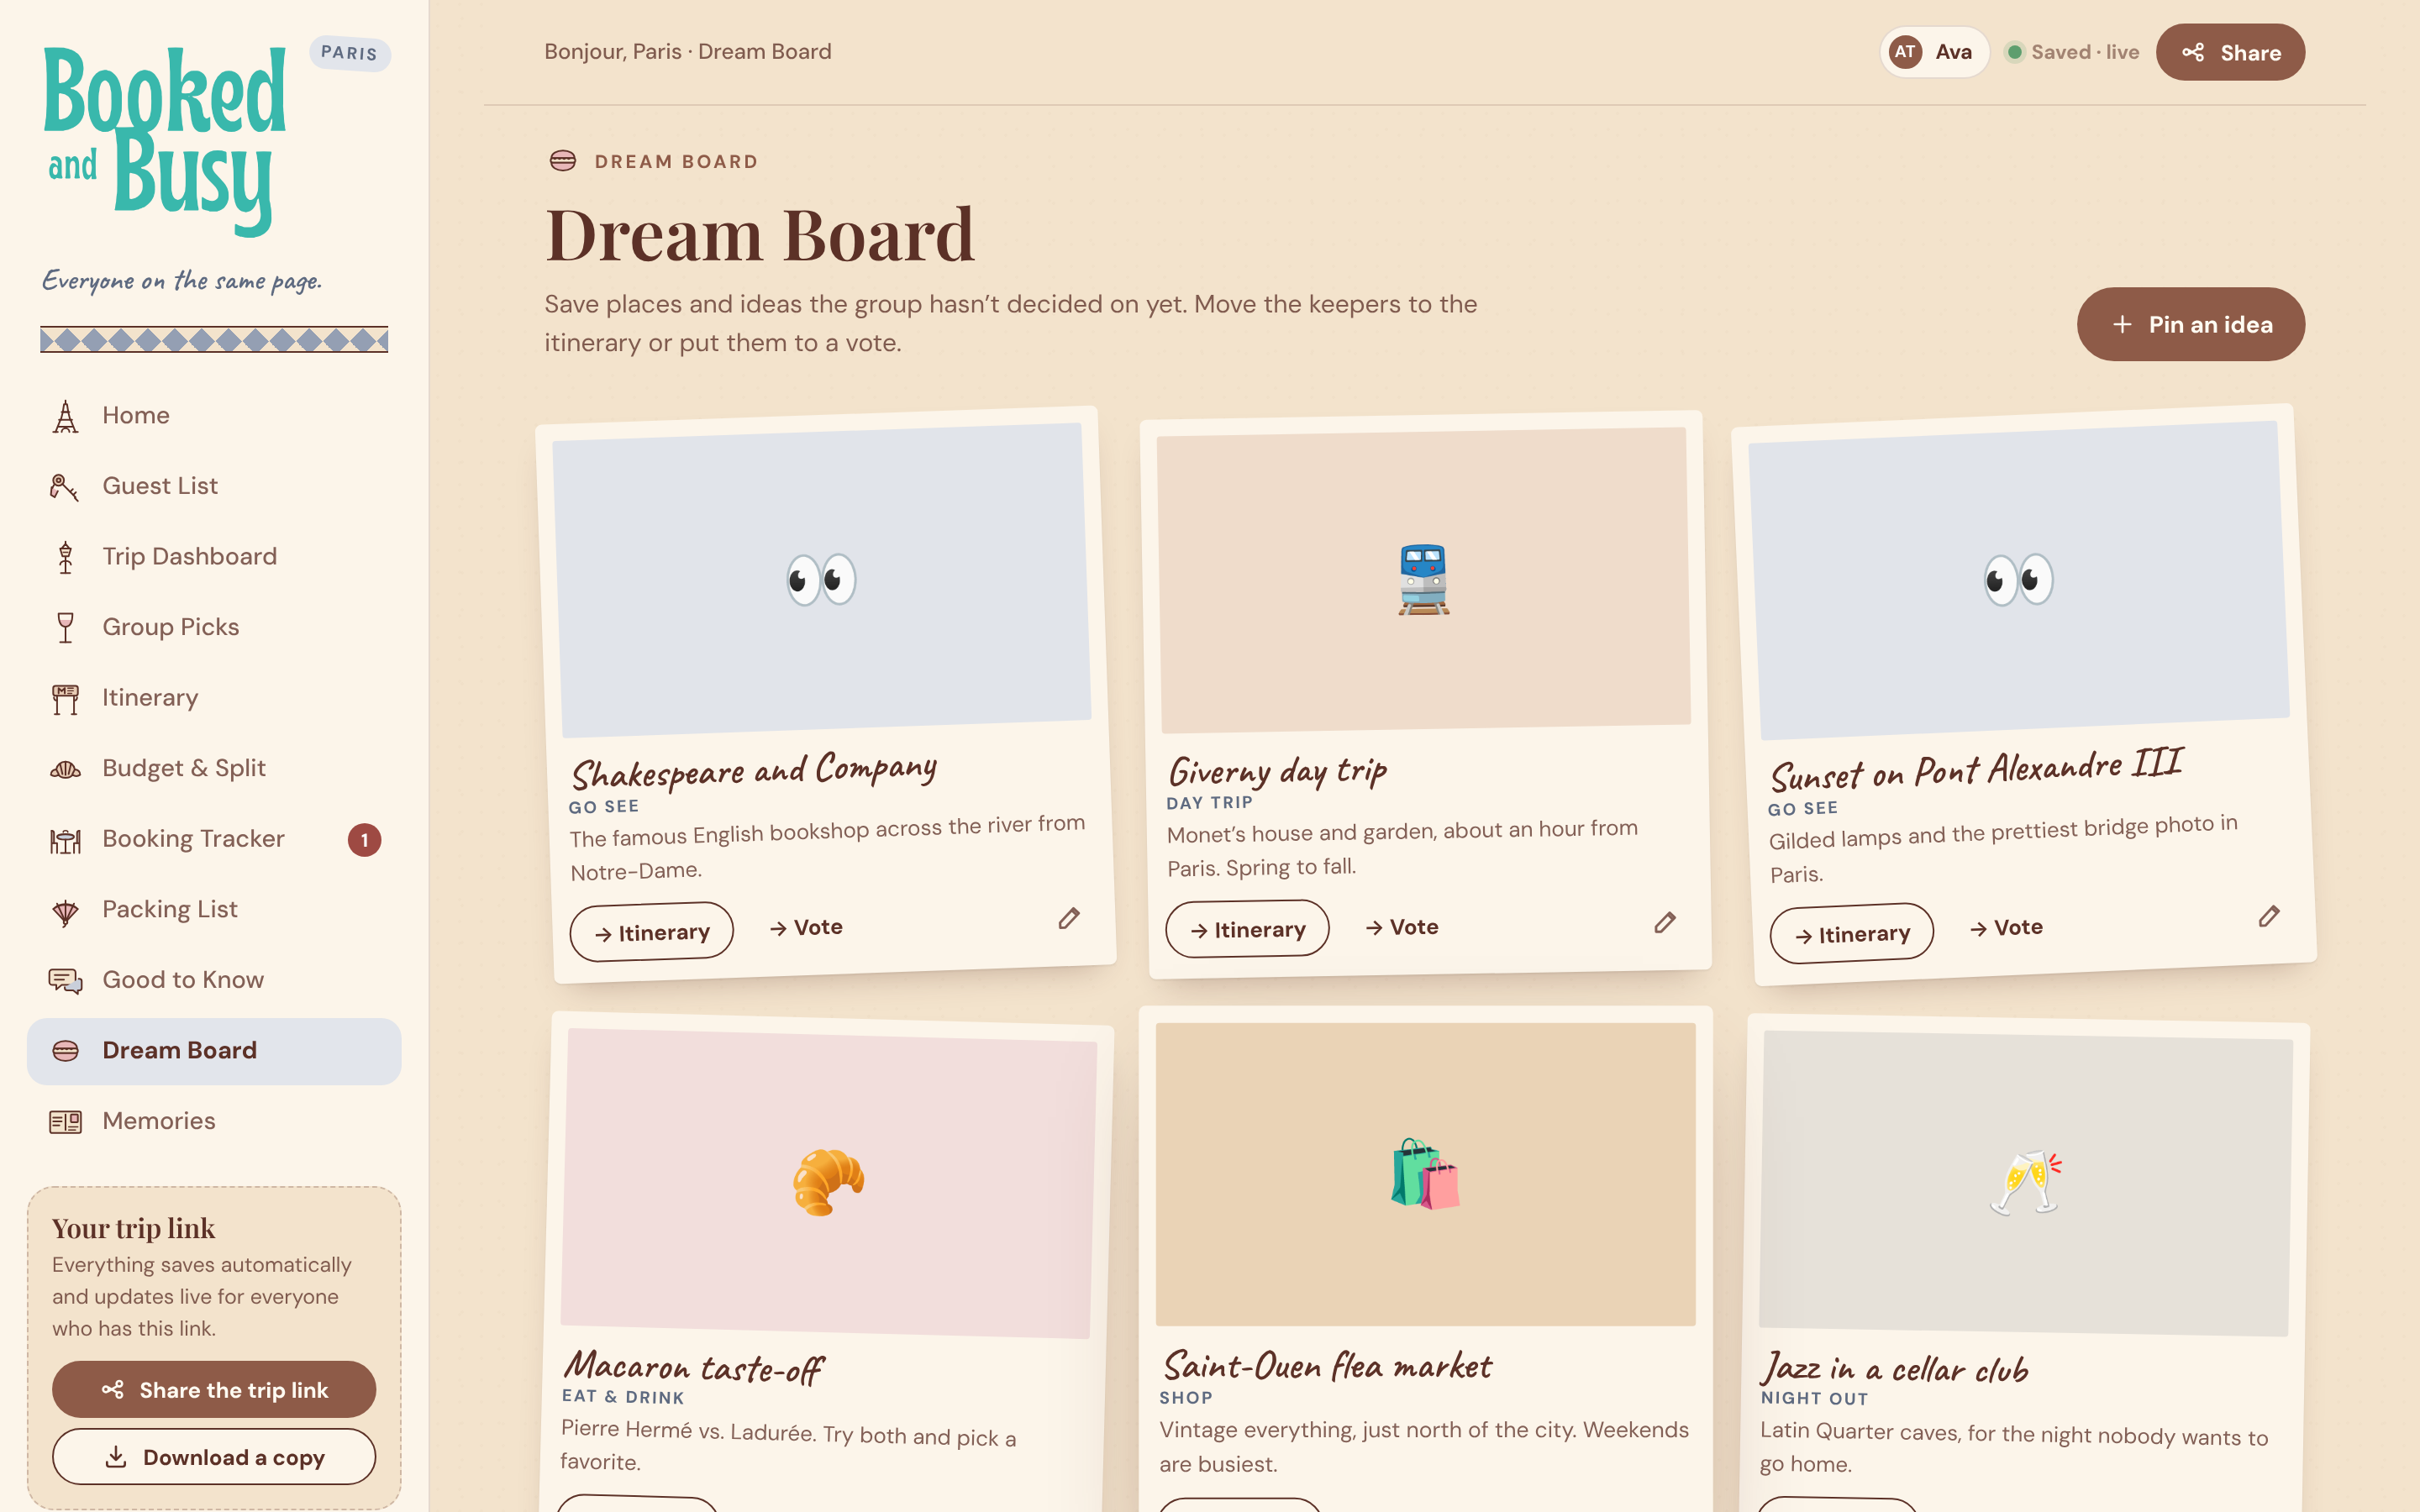 Booked
and Busy
PARIS
Everyone on the same page.
Home
Guest List
Trip Dashboard
Group Picks
Itinerary
Budget & Split
Booking Tracker 1
Packing List
Good to Know
Dream Board
Memories
Your trip link
Everything saves automatically
and updates live for everyone
who has this link.
Share the trip link
Download a copy
Bonjour, Paris · Dream Board
AT Ava
Saved · live
Share
DREAM BOARD
Dream Board
Save places and ideas the group hasn’t decided on yet. Move the keepers to the
itinerary or put them to a vote.
+ Pin an idea
Shakespeare and Company
GO SEE
The famous English bookshop across the river from
Notre-Dame.
→ Itinerary → Vote
Giverny day trip
DAY TRIP
Monet’s house and garden, about an hour from
Paris. Spring to fall.
→ Itinerary → Vote
Sunset on Pont Alexandre III
GO SEE
Gilded lamps and the prettiest bridge photo in
Paris.
→ Itinerary → Vote
Macaron taste-off
EAT & DRINK
Pierre Hermé vs. Ladurée. Try both and pick a
favorite.
Saint-Ouen flea market
SHOP
Vintage everything, just north of the city. Weekends
are busiest.
Jazz in a cellar club
NIGHT OUT
Latin Quarter caves, for the night nobody wants to
go home.